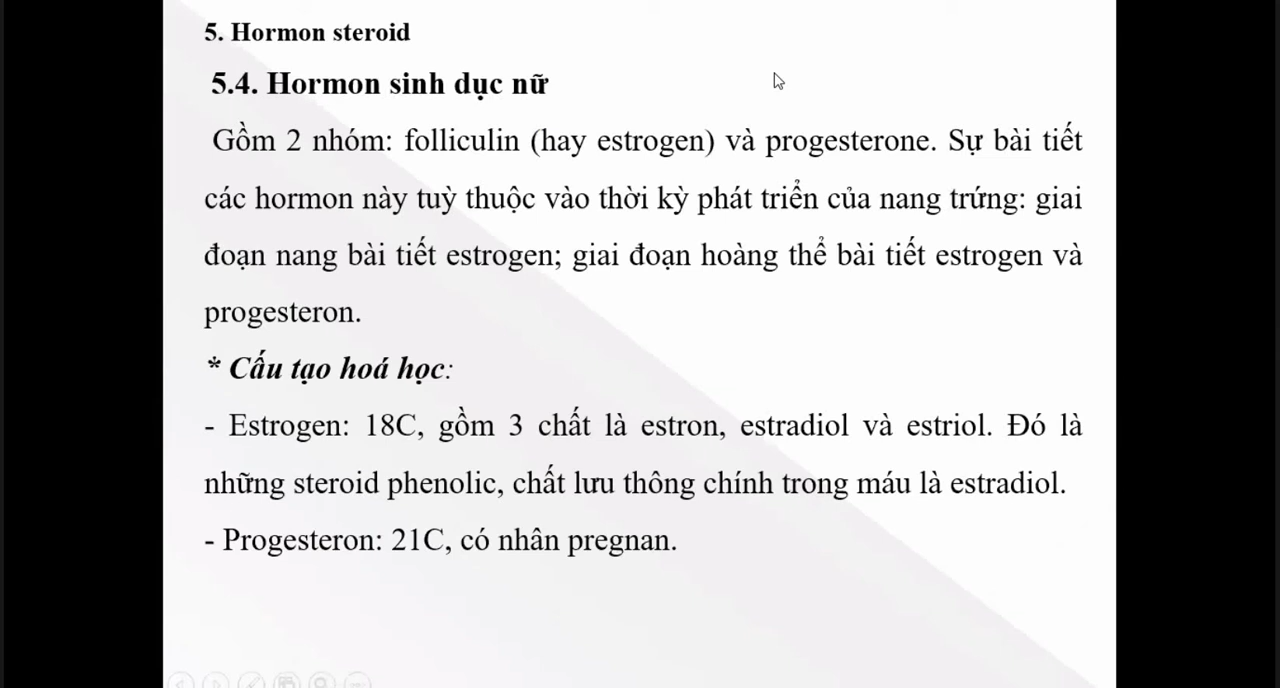 5. Hormon steroid
5.4. Hormon sinh dục nữ
Gồm 2 nhóm: folliculin (hay estrogen) và progesterone. Sự bài tiết
các hormon này tuỳ thuộc vào thời kỳ phát triển của nang trứng: giai
đoạn nang bài tiết estrogen; giai đoạn hoàng thể bài tiết estrogen và
progesteron.
* Cấu tạo hoá học:
- Estrogen: 18C, gồm 3 chất là estron, estradiol và estriol. Đó là
những steroid phenolic, chất lưu thông chính trong máu là estradiol.
- Progesteron: 21C, có nhân pregnan.